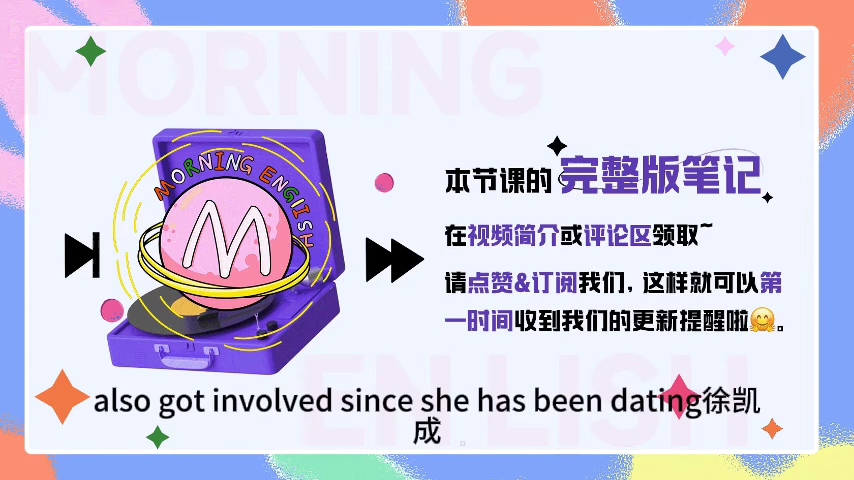 MORNING
MORNING ENGLISH
M
本节课的 完整版笔记
在视频简介或评论区领取~
请点赞&订阅我们，这样就可以第
一时间收到我们的更新提醒啦🤗。
EN LISH
also got involved since she has been dating徐凯
成 。